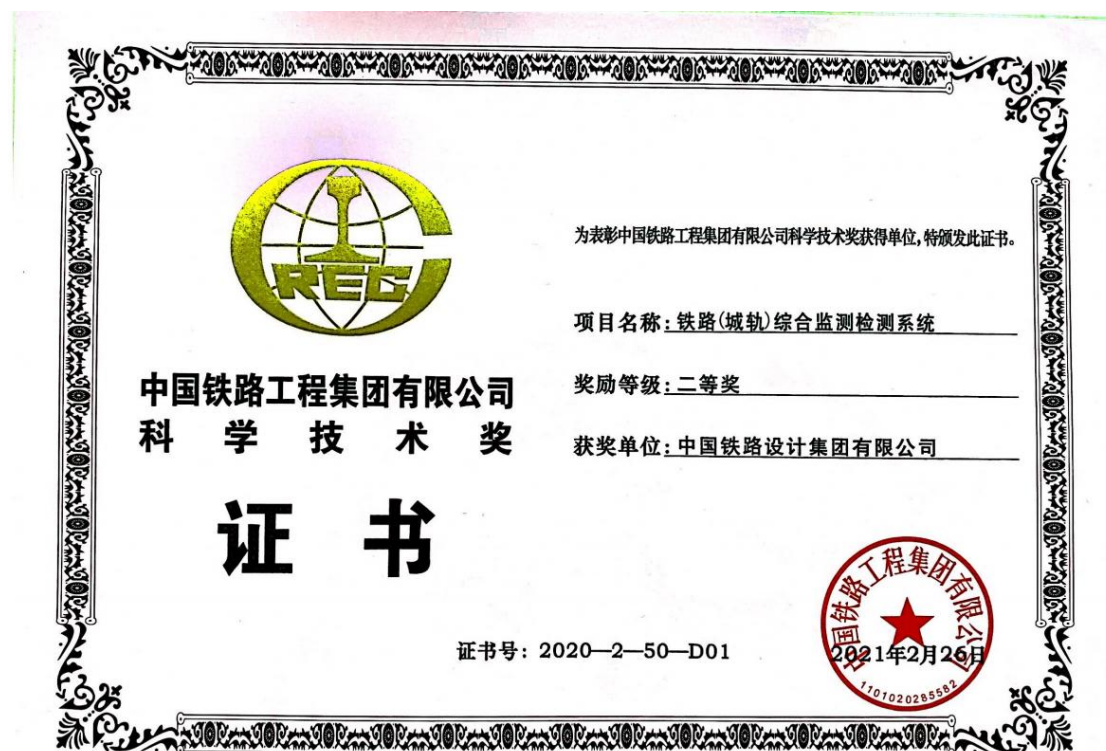 CREC
中国铁路工程集团有限公司
科学技术奖
证书
为表彰中国铁路工程集团有限公司科学技术奖获得单位,特颁发此证书。
项目名称:铁路(城轨)综合监测检测系统
奖励等级:二等奖
获奖单位:中国铁路设计集团有限公司
证书号:2020—2—50—D01
中国铁路工程集团有限公司
2021年2月26日
1101020285582